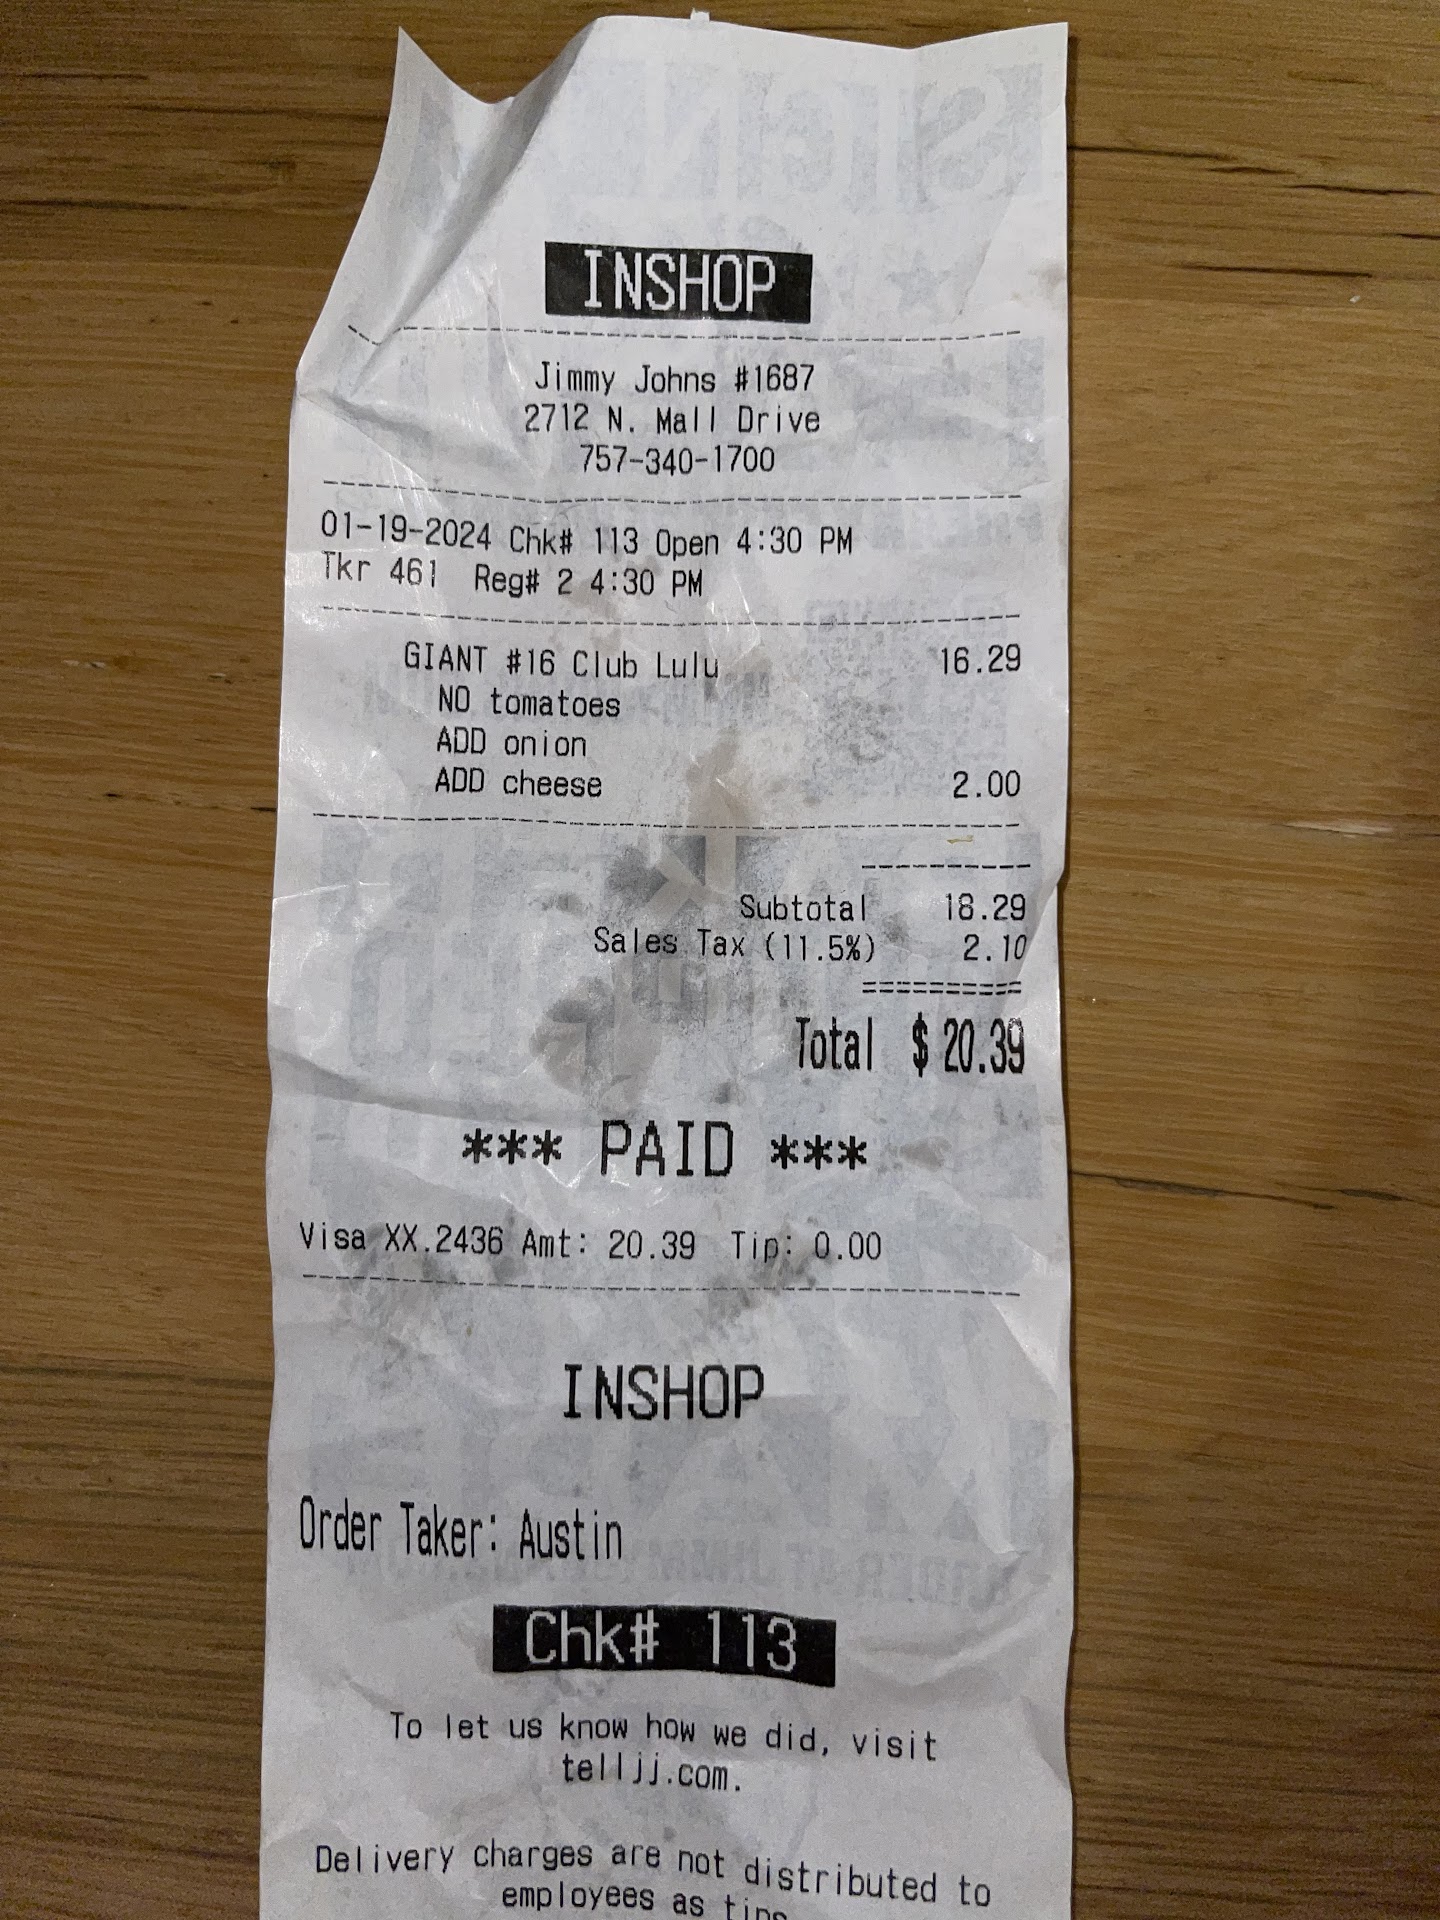 INSHOP
Jimmy Johns #1687
2712 N. Mall Drive
757-340-1700
01-19-2024 Chk# 113 Open 4:30 PM
Tkr 461 Reg# 2 4:30 PM
GIANT #16 Club Lulu 16.29
NO tomatoes
ADD onion
ADD cheese 2.00
Subtotal 18.29
Sales Tax (11.5%) 2.10
=========
Total $20.39
*** PAID ***
Visa XX.2436 Amt: 20.39 Tip: 0.00
INSHOP
Order Taker: Austin
Chk# 113
To let us know how we did, visit
telljj.com.
Delivery charges are not distributed to
employees as tips